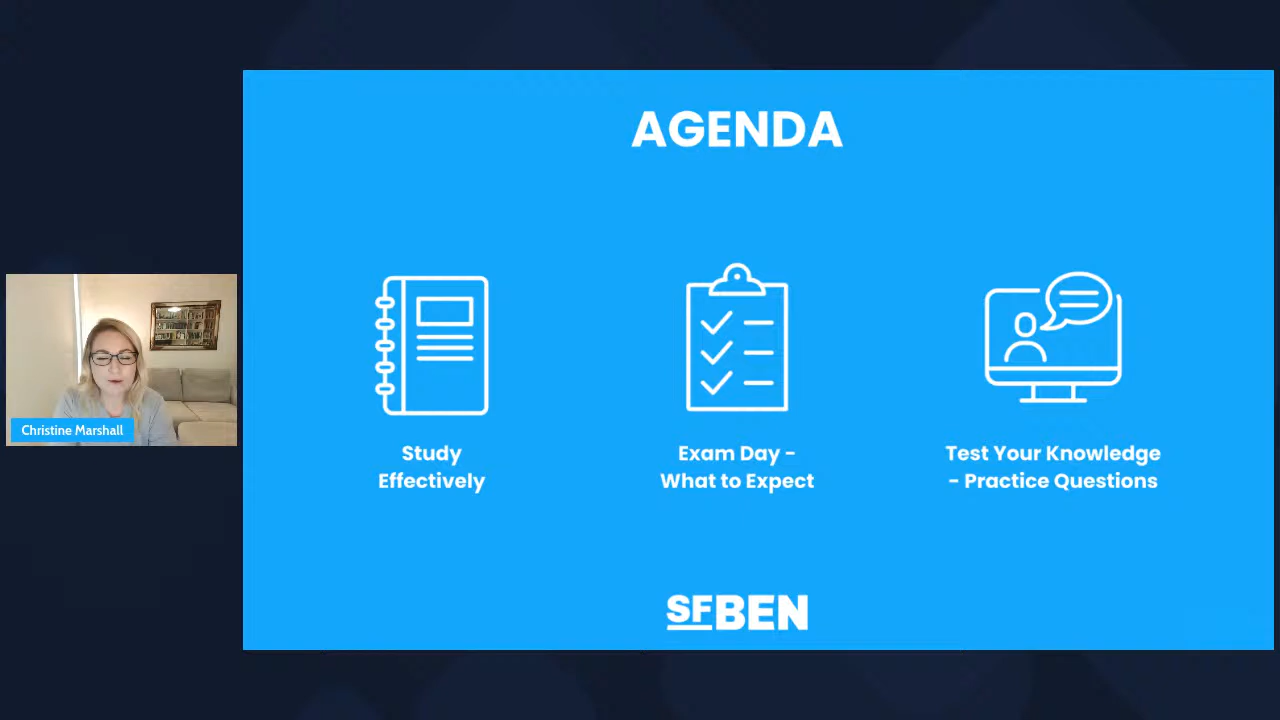 AGENDA
Study
Effectively
Exam Day -
What to Expect
Test Your Knowledge
- Practice Questions
Christine Marshall
SFBEN